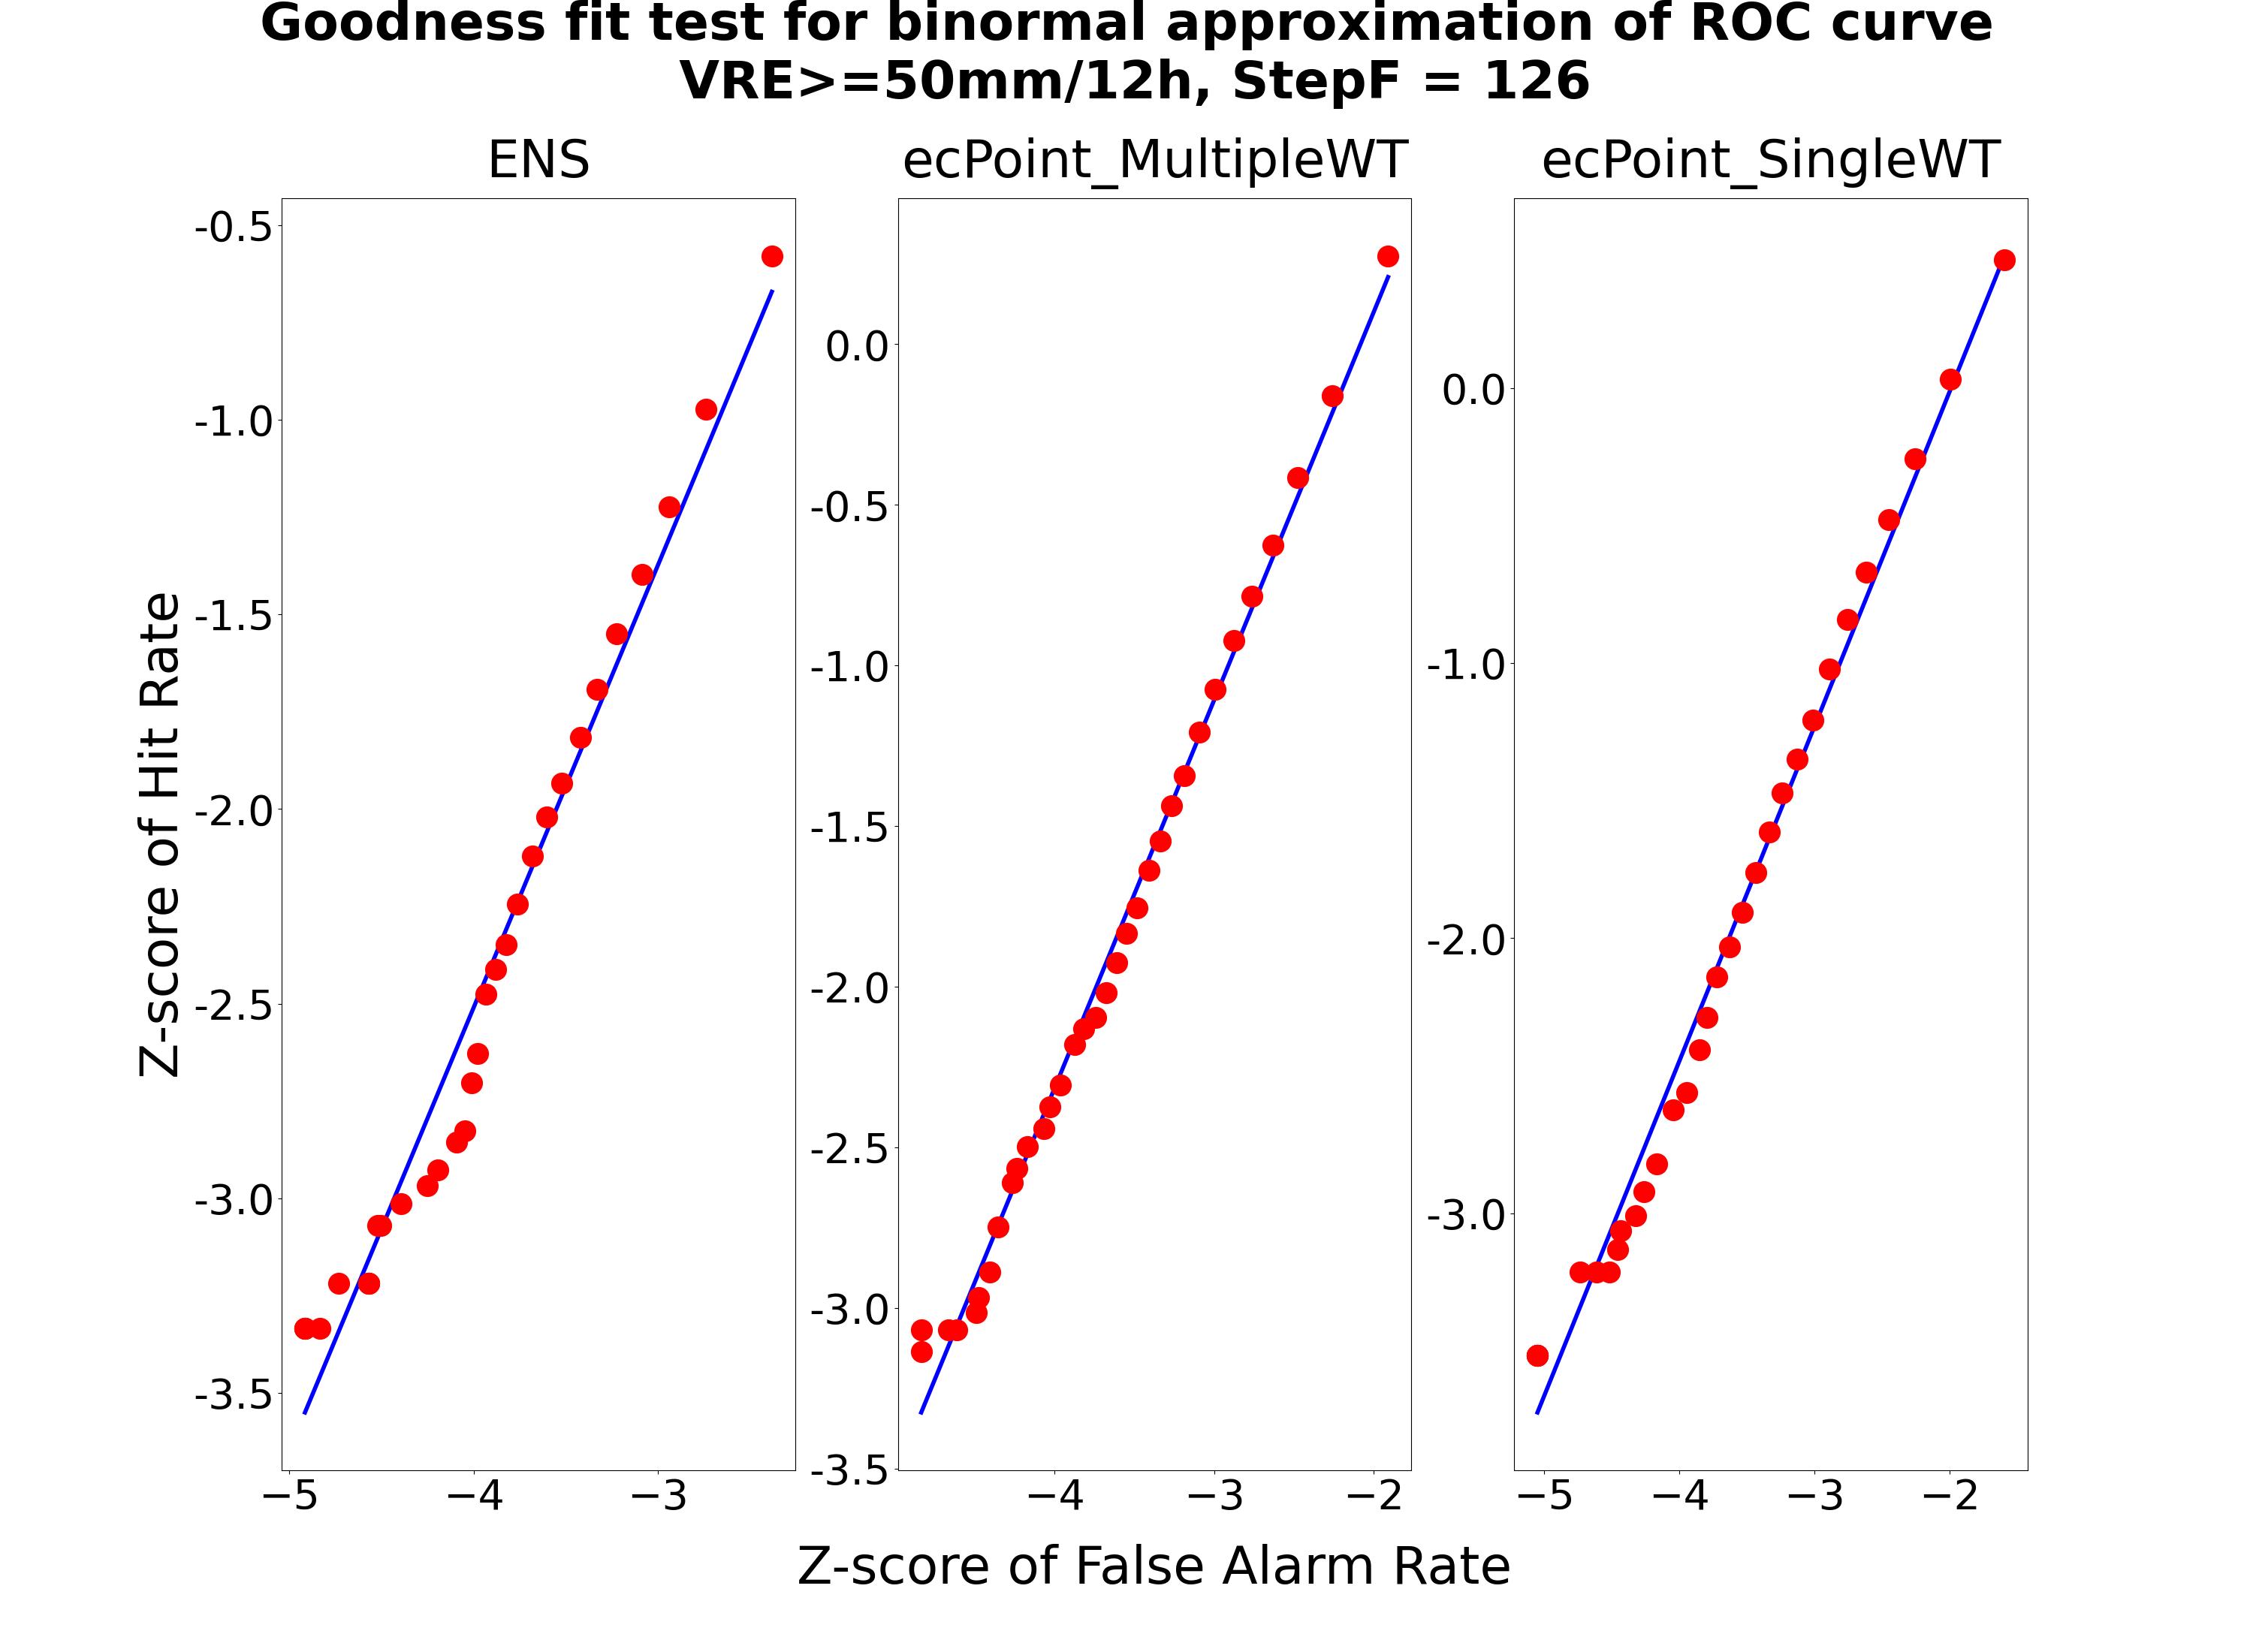 Goodness fit test for binormal approximation of ROC curve
VRE>=50mm/12h, StepF = 126
ENS
ecPoint_MultipleWT
ecPoint_SingleWT
Z-score of Hit Rate
-0.5
-1.0
-1.5
-2.0
-2.5
-3.0
-3.5
−5 −4 −3
0.0
-0.5
-1.0
-1.5
-2.0
-2.5
-3.0
-3.5
−4 −3 −2
0.0
-1.0
-2.0
-3.0
−5 −4 −3 −2
Z-score of False Alarm Rate